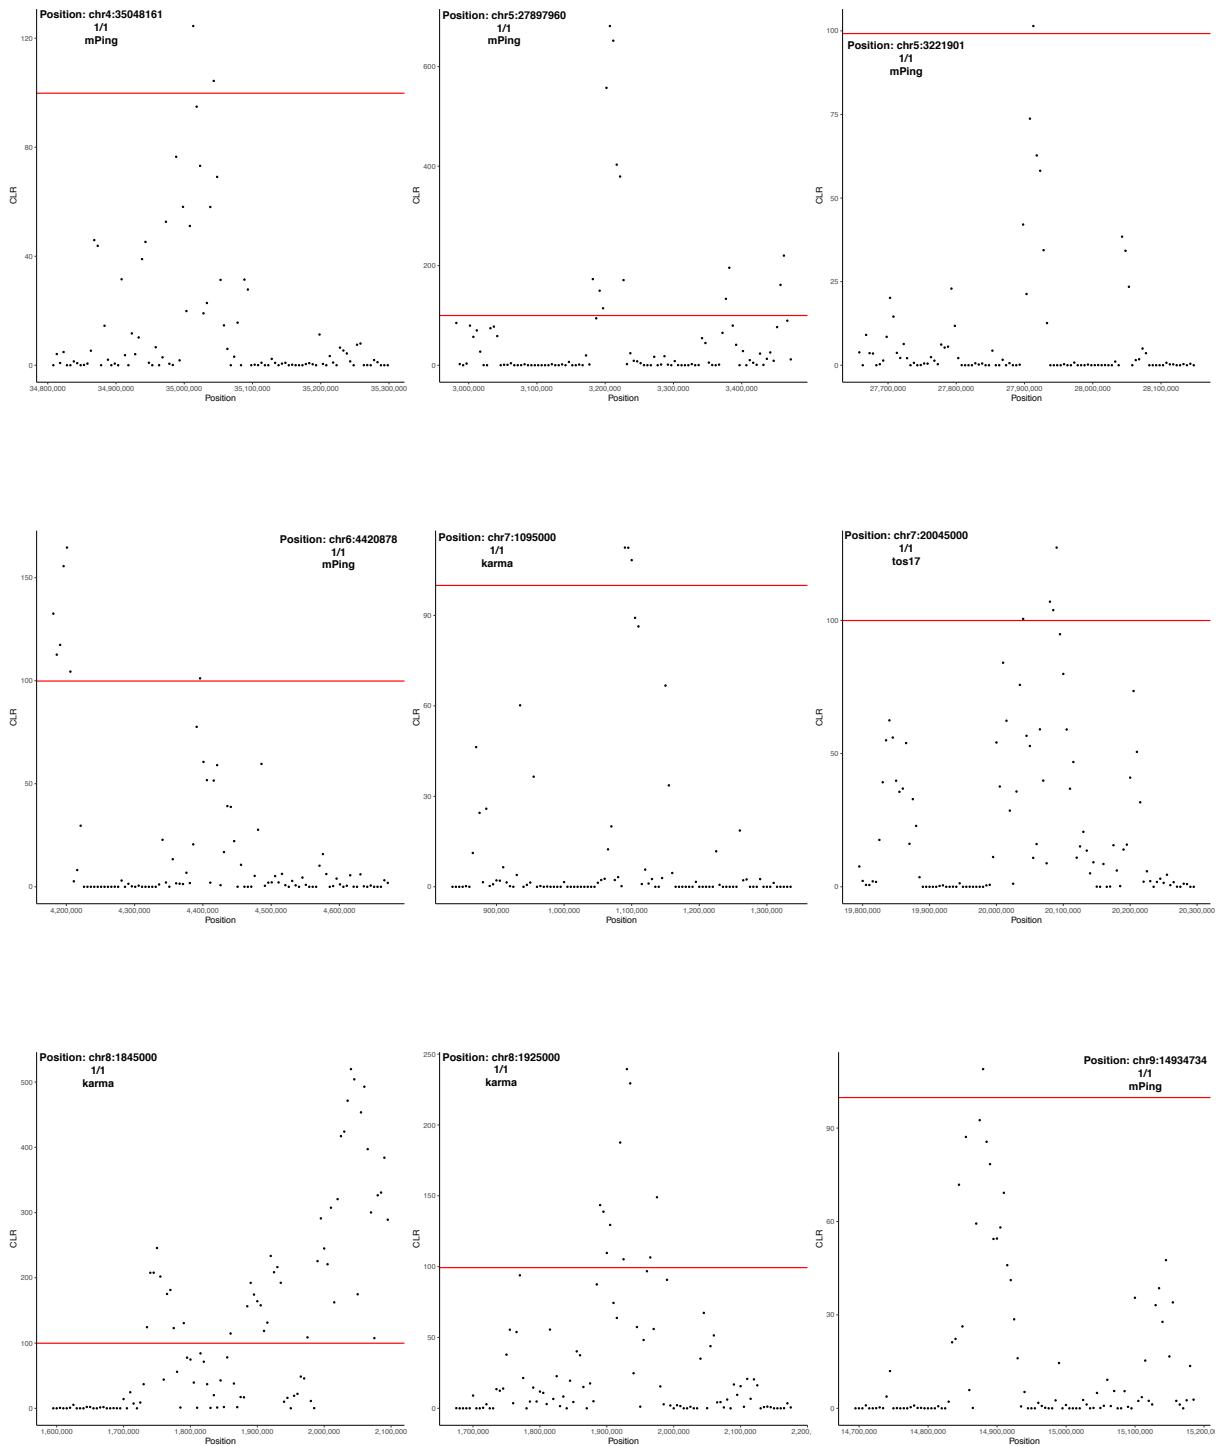 Position: chr4:35048161
1/1
mPing
120
80
40
0
CLR
34,800,000 34,900,000 35,000,000 35,100,000 35,200,000 35,300,000
Position
Position: chr5:27897960
1/1
mPing
600
400
200
0
CLR
3,000,000 3,100,000 3,200,000 3,300,000 3,400,000
Position
Position: chr5:3221901
1/1
mPing
100
75
50
25
0
CLR
27,700,000 27,800,000 27,900,000 28,000,000 28,100,000
Position
Position: chr6:4420878
1/1
mPing
150
100
50
0
CLR
4,200,000 4,300,000 4,400,000 4,500,000 4,600,000
Position
Position: chr7:1095000
1/1
karma
90
60
30
0
CLR
900,000 1,000,000 1,100,000 1,200,000 1,300,000
Position
Position: chr7:20045000
1/1
tos17
100
50
0
CLR
19,800,000 19,900,000 20,000,000 20,100,000 20,200,000 20,300,000
Position
Position: chr8:1845000
1/1
karma
500
400
300
200
100
0
CLR
1,600,000 1,700,000 1,800,000 1,900,000 2,000,000 2,100,000
Position
Position: chr8:1925000
1/1
karma
250
200
150
100
50
0
CLR
1,700,000 1,800,000 1,900,000 2,000,000 2,100,000 2,200,
Position
Position: chr9:14934734
1/1
mPing
90
60
30
0
CLR
14,700,000 14,800,000 14,900,000 15,000,000 15,100,000 15,200,0
Position